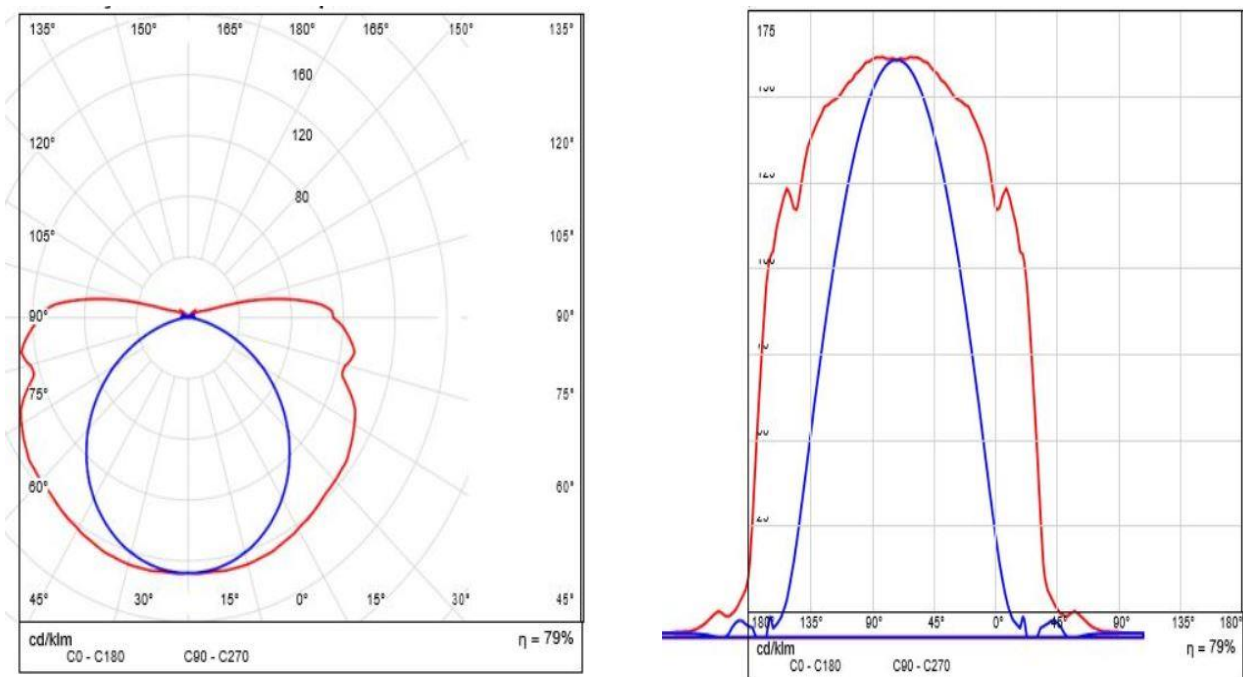 135° 150° 165° 180° 165° 150° 135°
160
120° 120 120°
80
105° 105°
90° 90°
75° 75°
60° 60°
45° 30° 15° 0° 15° 30° 45°
cd/klm η = 79%
C0 - C180 C90 - C270
175
180° 135° 90° 45° 0° 45° 90° 135° 180°
cd/klm η = 79%
C0 - C180 C90 - C270